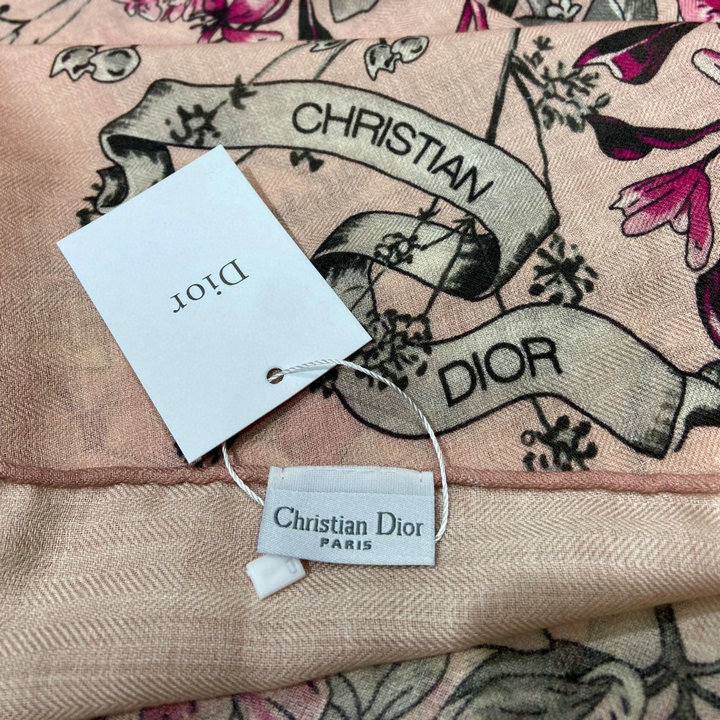 CHRISTIAN
DIOR
Dior
Christian Dior
PARIS